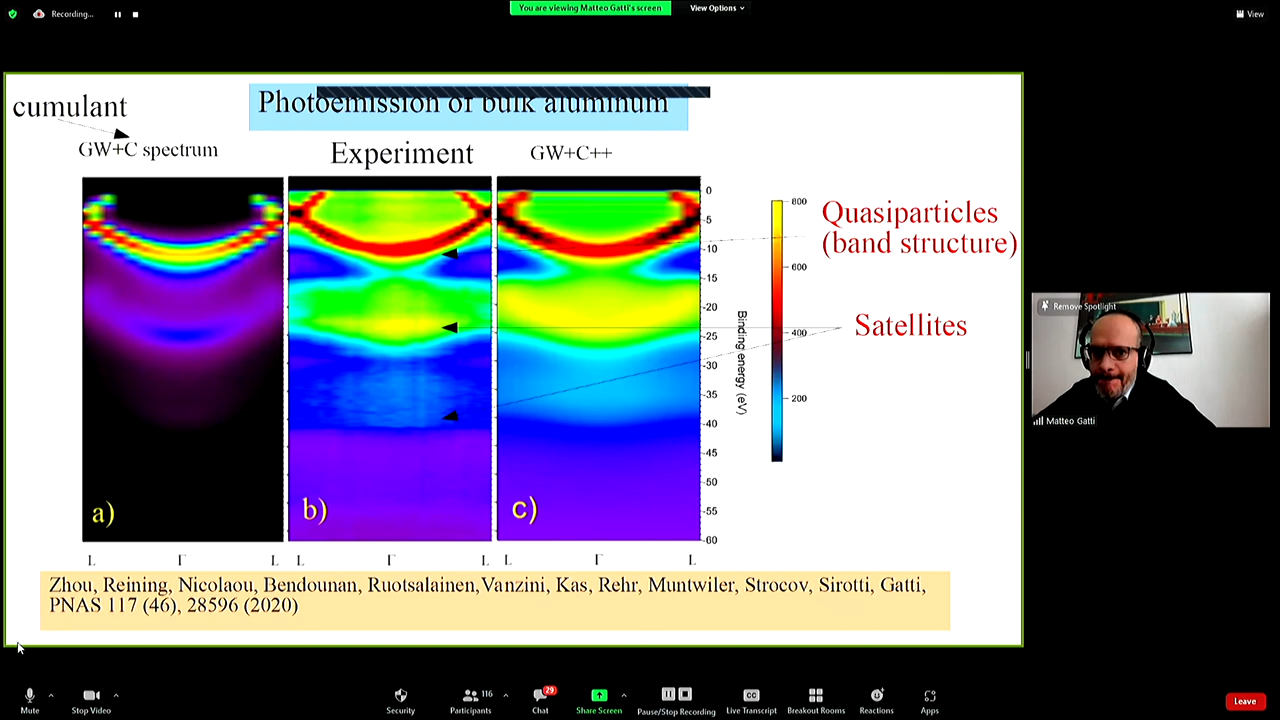 Recording...
You are viewing Matteo Gatti's screen
View Options
View
cumulant
Photoemission of bulk aluminum
GW+C spectrum
Experiment
GW+C++
0
-5
-10
-15
-20
-25
-30
-35
-40
-45
-50
-55
-60
Binding energy (eV)
800
600
400
200
Quasiparticles
(band structure)
Satellites
a)
b)
c)
L Γ L L Γ L L Γ L
Zhou, Reining, Nicolaou, Bendounan, Ruotsalainen,Vanzini, Kas, Rehr, Muntwiler, Strocov, Sirotti, Gatti,
PNAS 117 (46), 28596 (2020)
Remove Spotlight
Matteo Gatti
Mute
Stop Video
Security
116
Participants
29
Chat
Share Screen
Pause/Stop Recording
CC
Live Transcript
Breakout Rooms
Reactions
Apps
Leave